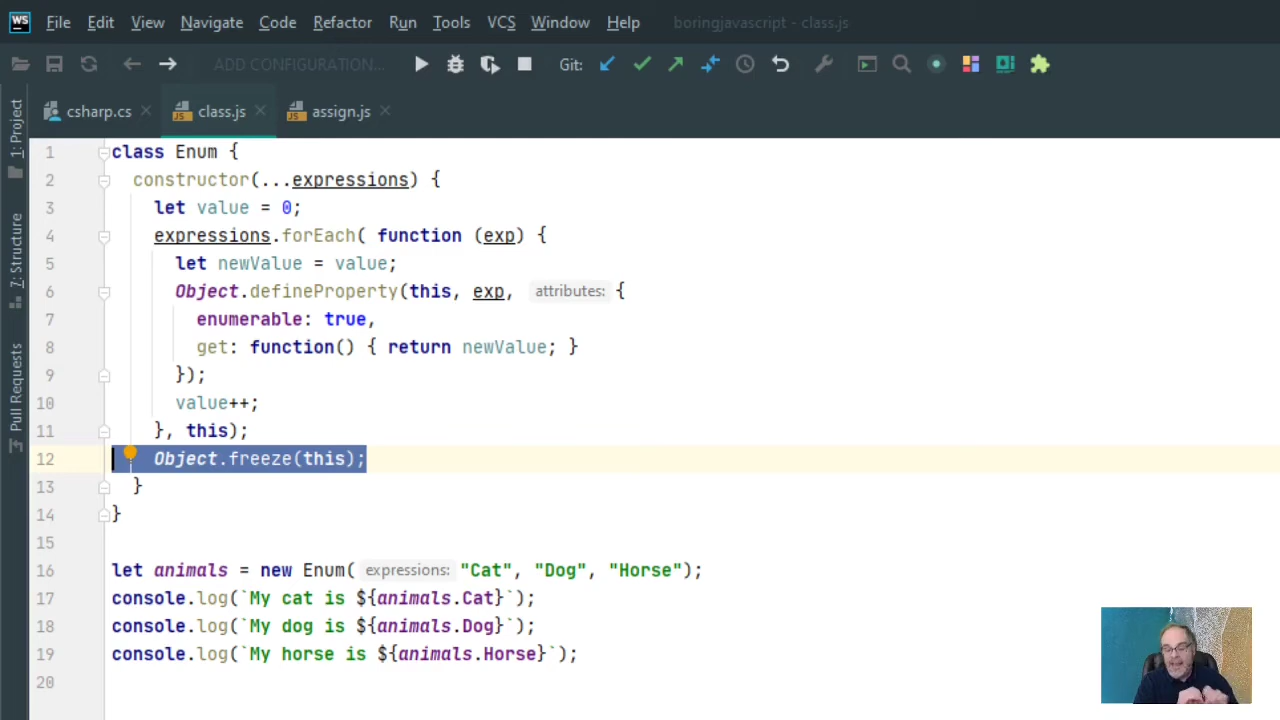 WS File Edit View Navigate Code Refactor Run Tools VCS Window Help boringjavascript - class.js
ADD CONFIGURATION... Git:
csharp.cs class.js assign.js
1: Project
7: Structure
Pull Requests
1 class Enum {
2 constructor(...expressions) {
3 let value = 0;
4 expressions.forEach( function (exp) {
5 let newValue = value;
6 Object.defineProperty(this, exp, attributes: {
7 enumerable: true,
8 get: function() { return newValue; }
9 });
10 value++;
11 }, this);
12 Object.freeze(this);
13 }
14 }
15
16 let animals = new Enum( expressions: "Cat", "Dog", "Horse");
17 console.log(`My cat is ${animals.Cat}`);
18 console.log(`My dog is ${animals.Dog}`);
19 console.log(`My horse is ${animals.Horse}`);
20